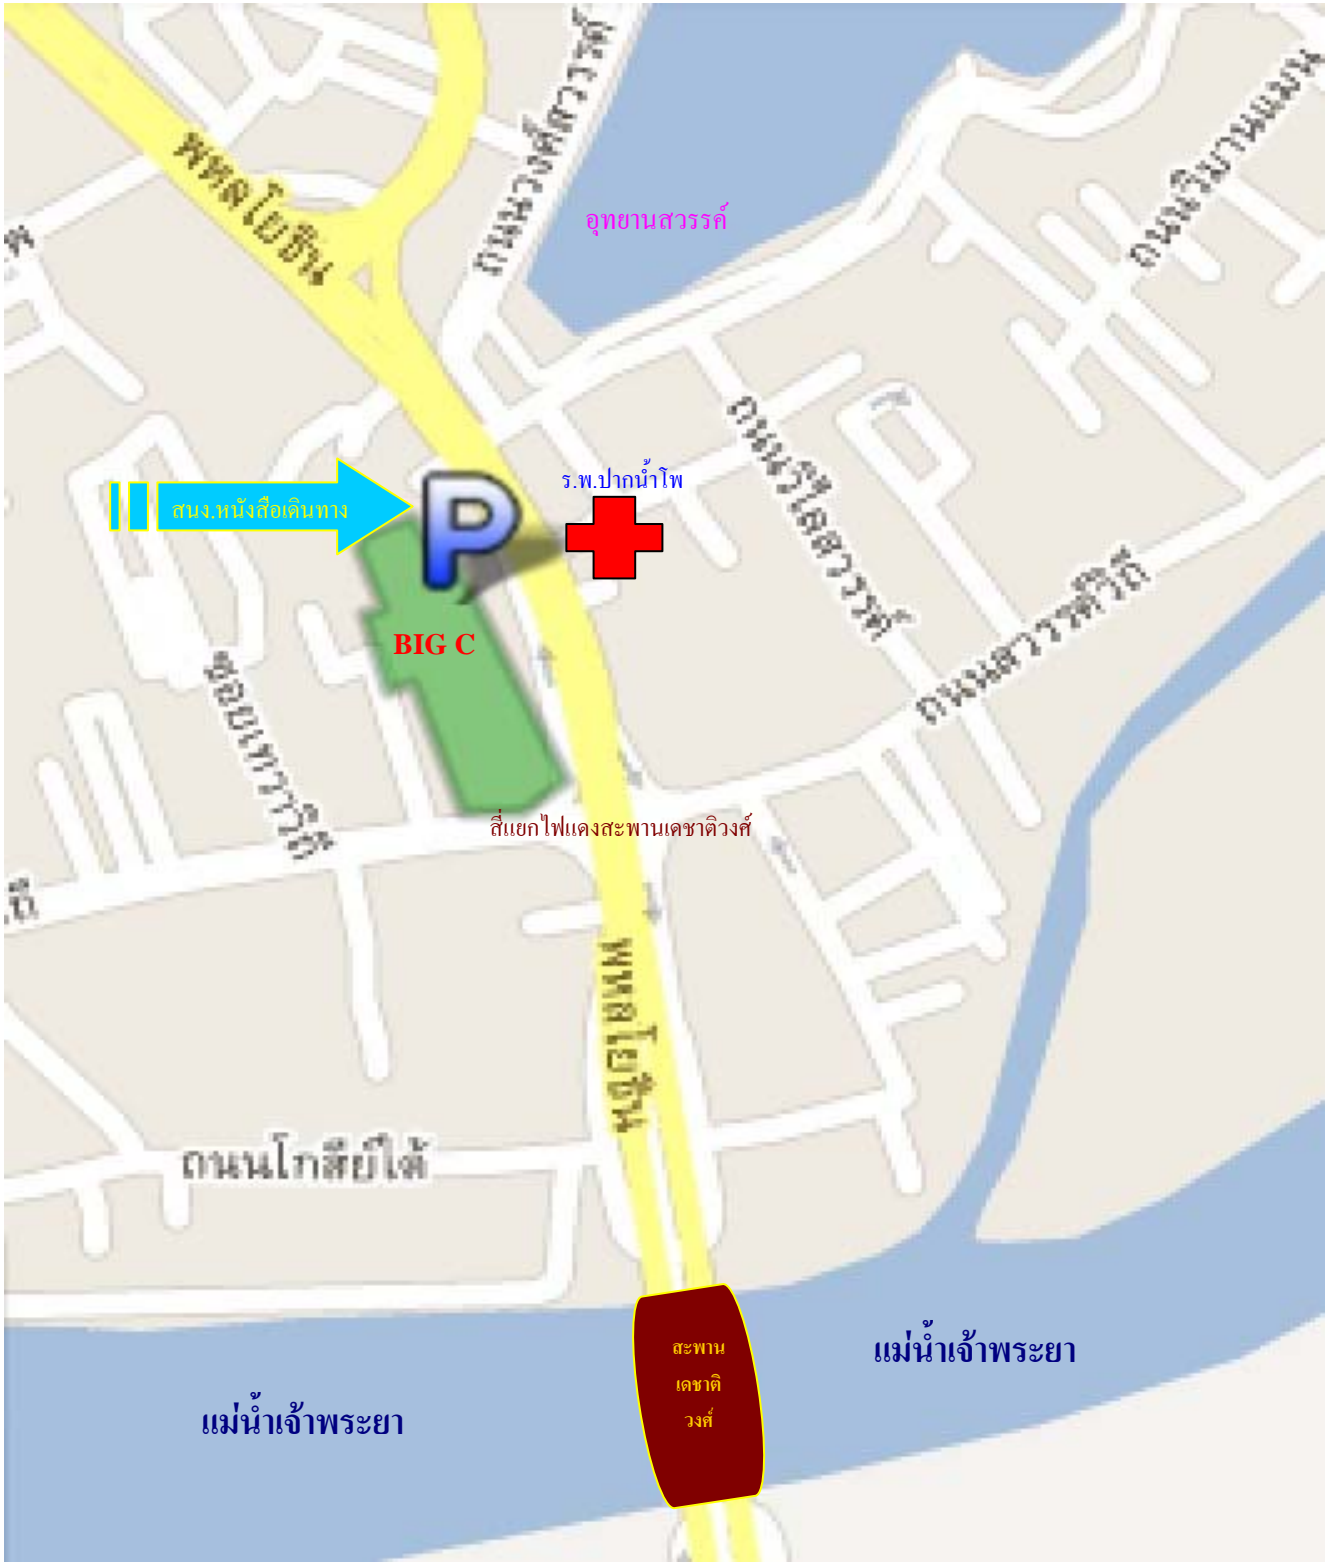 ถนนวงศ์สวรรค์
ถนนวิมานแมน
พหลโยธิน
อุทยานสวรรค์
ถนนวิไลสวรรค์
ร.พ.ปากน้ำโพ
สนง.หนังสือเดินทาง
P
BIG C
ถนนสวรรค์วิถี
ซอยเทวาวิถี
สี่แยกไฟแดงสะพานเดชาติวงศ์
ถี
พหลโยธิน
ถนนโกสีย์ใต้
สะพาน
เดชาติ
วงศ์
แม่น้ำเจ้าพระยา
แม่น้ำเจ้าพระยา